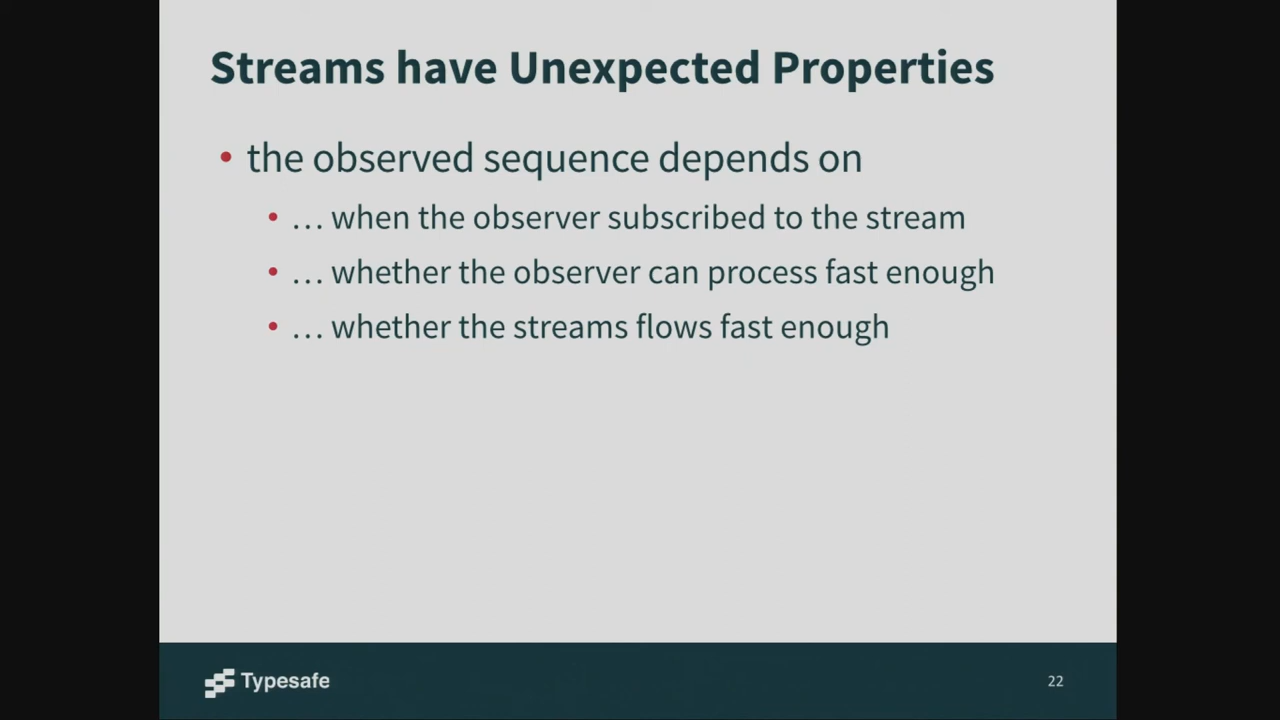 Streams have Unexpected Properties
• the observed sequence depends on
• … when the observer subscribed to the stream
• … whether the observer can process fast enough
• … whether the streams flows fast enough
Typesafe
22